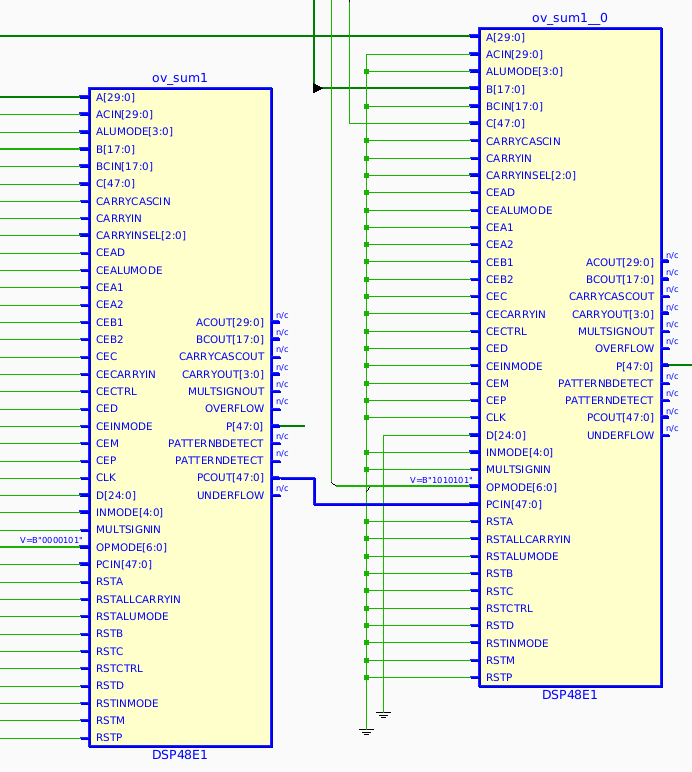 ov_sum1
A[29:0]
ACIN[29:0]
ALUMODE[3:0]
B[17:0]
BCIN[17:0]
C[47:0]
CARRYCASCIN
CARRYIN
CARRYINSEL[2:0]
CEAD
CEALUMODE
CEA1
CEA2
CEB1 ACOUT[29:0] n/c
CEB2 BCOUT[17:0] n/c
CEC CARRYCASCOUT n/c
CECARRYIN CARRYOUT[3:0] n/c
CECTRL MULTSIGNOUT n/c
CED OVERFLOW n/c
CEINMODE P[47:0]
CEM PATTERNBDETECT n/c
CEP PATTERNDETECT n/c
CLK PCOUT[47:0]
D[24:0] UNDERFLOW n/c
INMODE[4:0]
MULTSIGNIN
V=B"0000101" OPMODE[6:0]
PCIN[47:0]
RSTA
RSTALLCARRYIN
RSTALUMODE
RSTB
RSTC
RSTCTRL
RSTD
RSTINMODE
RSTM
RSTP
DSP48E1
ov_sum1__0
A[29:0]
ACIN[29:0]
ALUMODE[3:0]
B[17:0]
BCIN[17:0]
C[47:0]
CARRYCASCIN
CARRYIN
CARRYINSEL[2:0]
CEAD
CEALUMODE
CEA1
CEA2
CEB1 ACOUT[29:0] n/c
CEB2 BCOUT[17:0] n/c
CEC CARRYCASCOUT n/c
CECARRYIN CARRYOUT[3:0] n/c
CECTRL MULTSIGNOUT n/c
CED OVERFLOW n/c
CEINMODE P[47:0]
CEM PATTERNBDETECT n/c
CEP PATTERNDETECT n/c
CLK PCOUT[47:0] n/c
D[24:0] UNDERFLOW n/c
INMODE[4:0]
MULTSIGNIN
V=B"1010101" OPMODE[6:0]
PCIN[47:0]
RSTA
RSTALLCARRYIN
RSTALUMODE
RSTB
RSTC
RSTCTRL
RSTD
RSTINMODE
RSTM
RSTP
DSP48E1